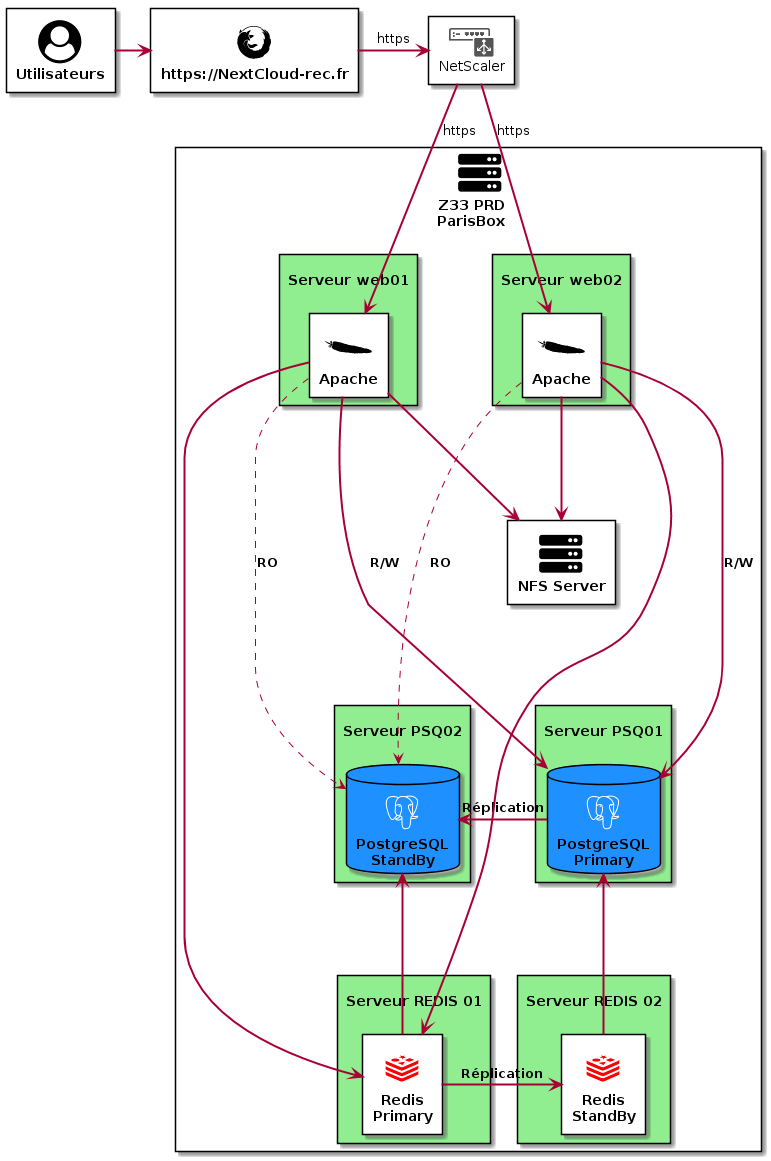 Utilisateurs
https://NextCloud-rec.fr
https
NetScaler
https
https
Z33 PRD
ParisBox
Serveur web01
Serveur web02
Apache
Apache
RO
R/W
RO
R/W
NFS Server
Serveur PSQ02
Serveur PSQ01
Réplication
PostgreSQL
StandBy
PostgreSQL
Primary
Serveur REDIS 01
Serveur REDIS 02
Réplication
Redis
Primary
Redis
StandBy